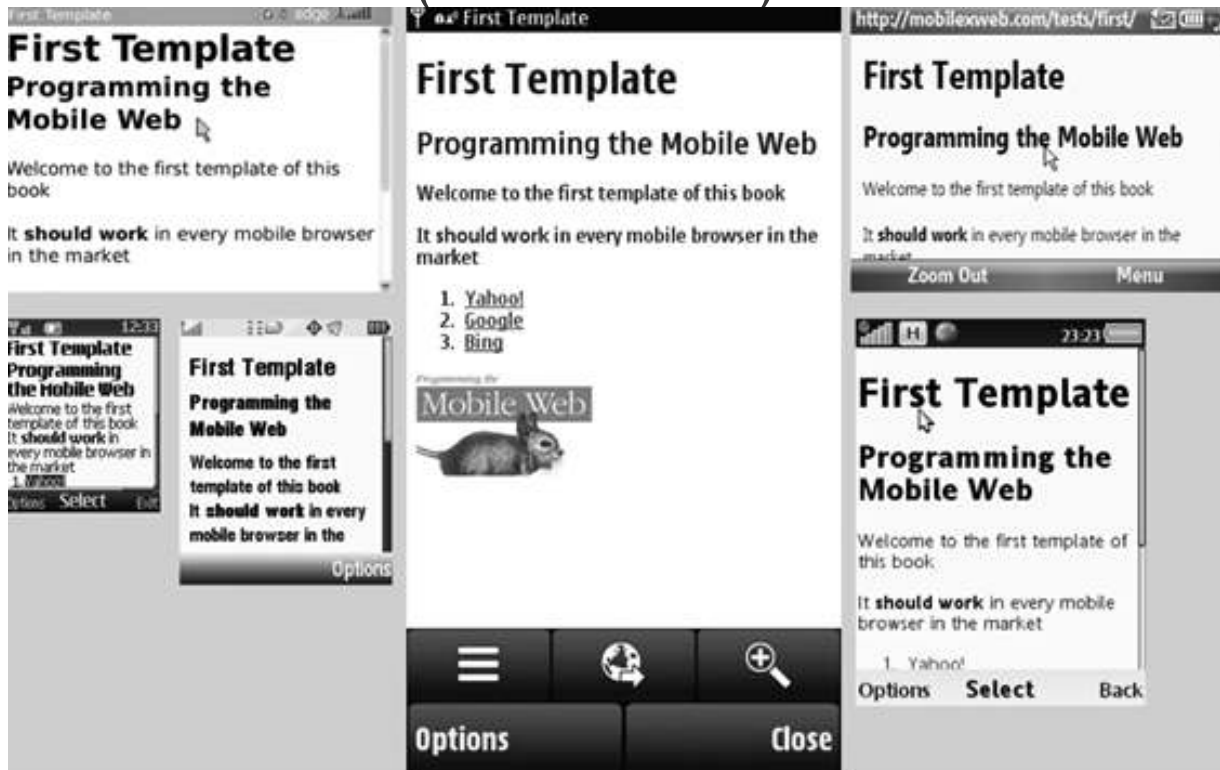 First Template
edge
First Template
Programming the
Mobile Web
Welcome to the first template of this
book
It should work in every mobile browser
in the market
12:33
First Template
Programming
the Mobile Web
Welcome to the first
template of this book
It should work in
every mobile browser in
the market
1. Yahoo!
Options Select Exit
First Template
Programming the
Mobile Web
Welcome to the first
template of this book
It should work in every
mobile browser in the
Options
First Template
First Template
Programming the Mobile Web
Welcome to the first template of this book
It should work in every mobile browser in the
market
1. Yahoo!
2. Google
3. Bing
Programming the
Mobile Web
Options Close
http://mobilexweb.com/tests/first/
First Template
Programming the Mobile Web
Welcome to the first template of this book
It should work in every mobile browser in the
market
Zoom Out Menu
H 23:23
First Template
Programming the
Mobile Web
Welcome to the first template of
this book
It should work in every mobile
browser in the market
1. Yahoo!
Options Select Back